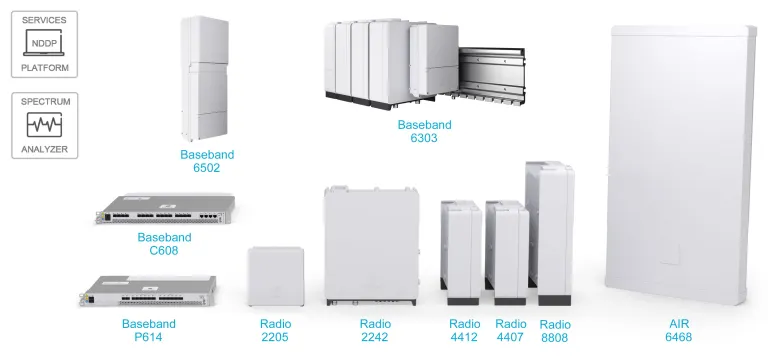 SERVICES
NDDP
PLATFORM
SPECTRUM
ANALYZER
Baseband
6502
Baseband
6303
Baseband
C608
Baseband
P614
Radio
2205
Radio
2242
Radio
4412
Radio
4407
Radio
8808
AIR
6468